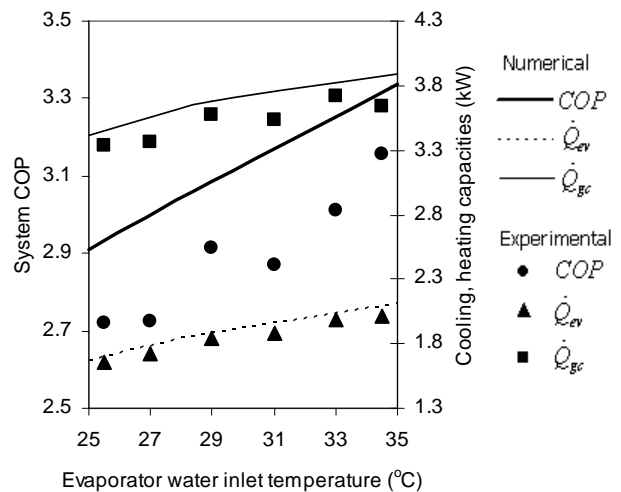 3.5
3.3
3.1
2.9
2.7
2.5
System COP
25
27
29
31
33
35
Evaporator water inlet temperature (°C)
4.3
3.8
3.3
2.8
2.3
1.8
1.3
Cooling, heating capacities (kW)
Numerical
COP
Q̇ev
Q̇gc
Experimental
COP
Q̇ev
Q̇gc